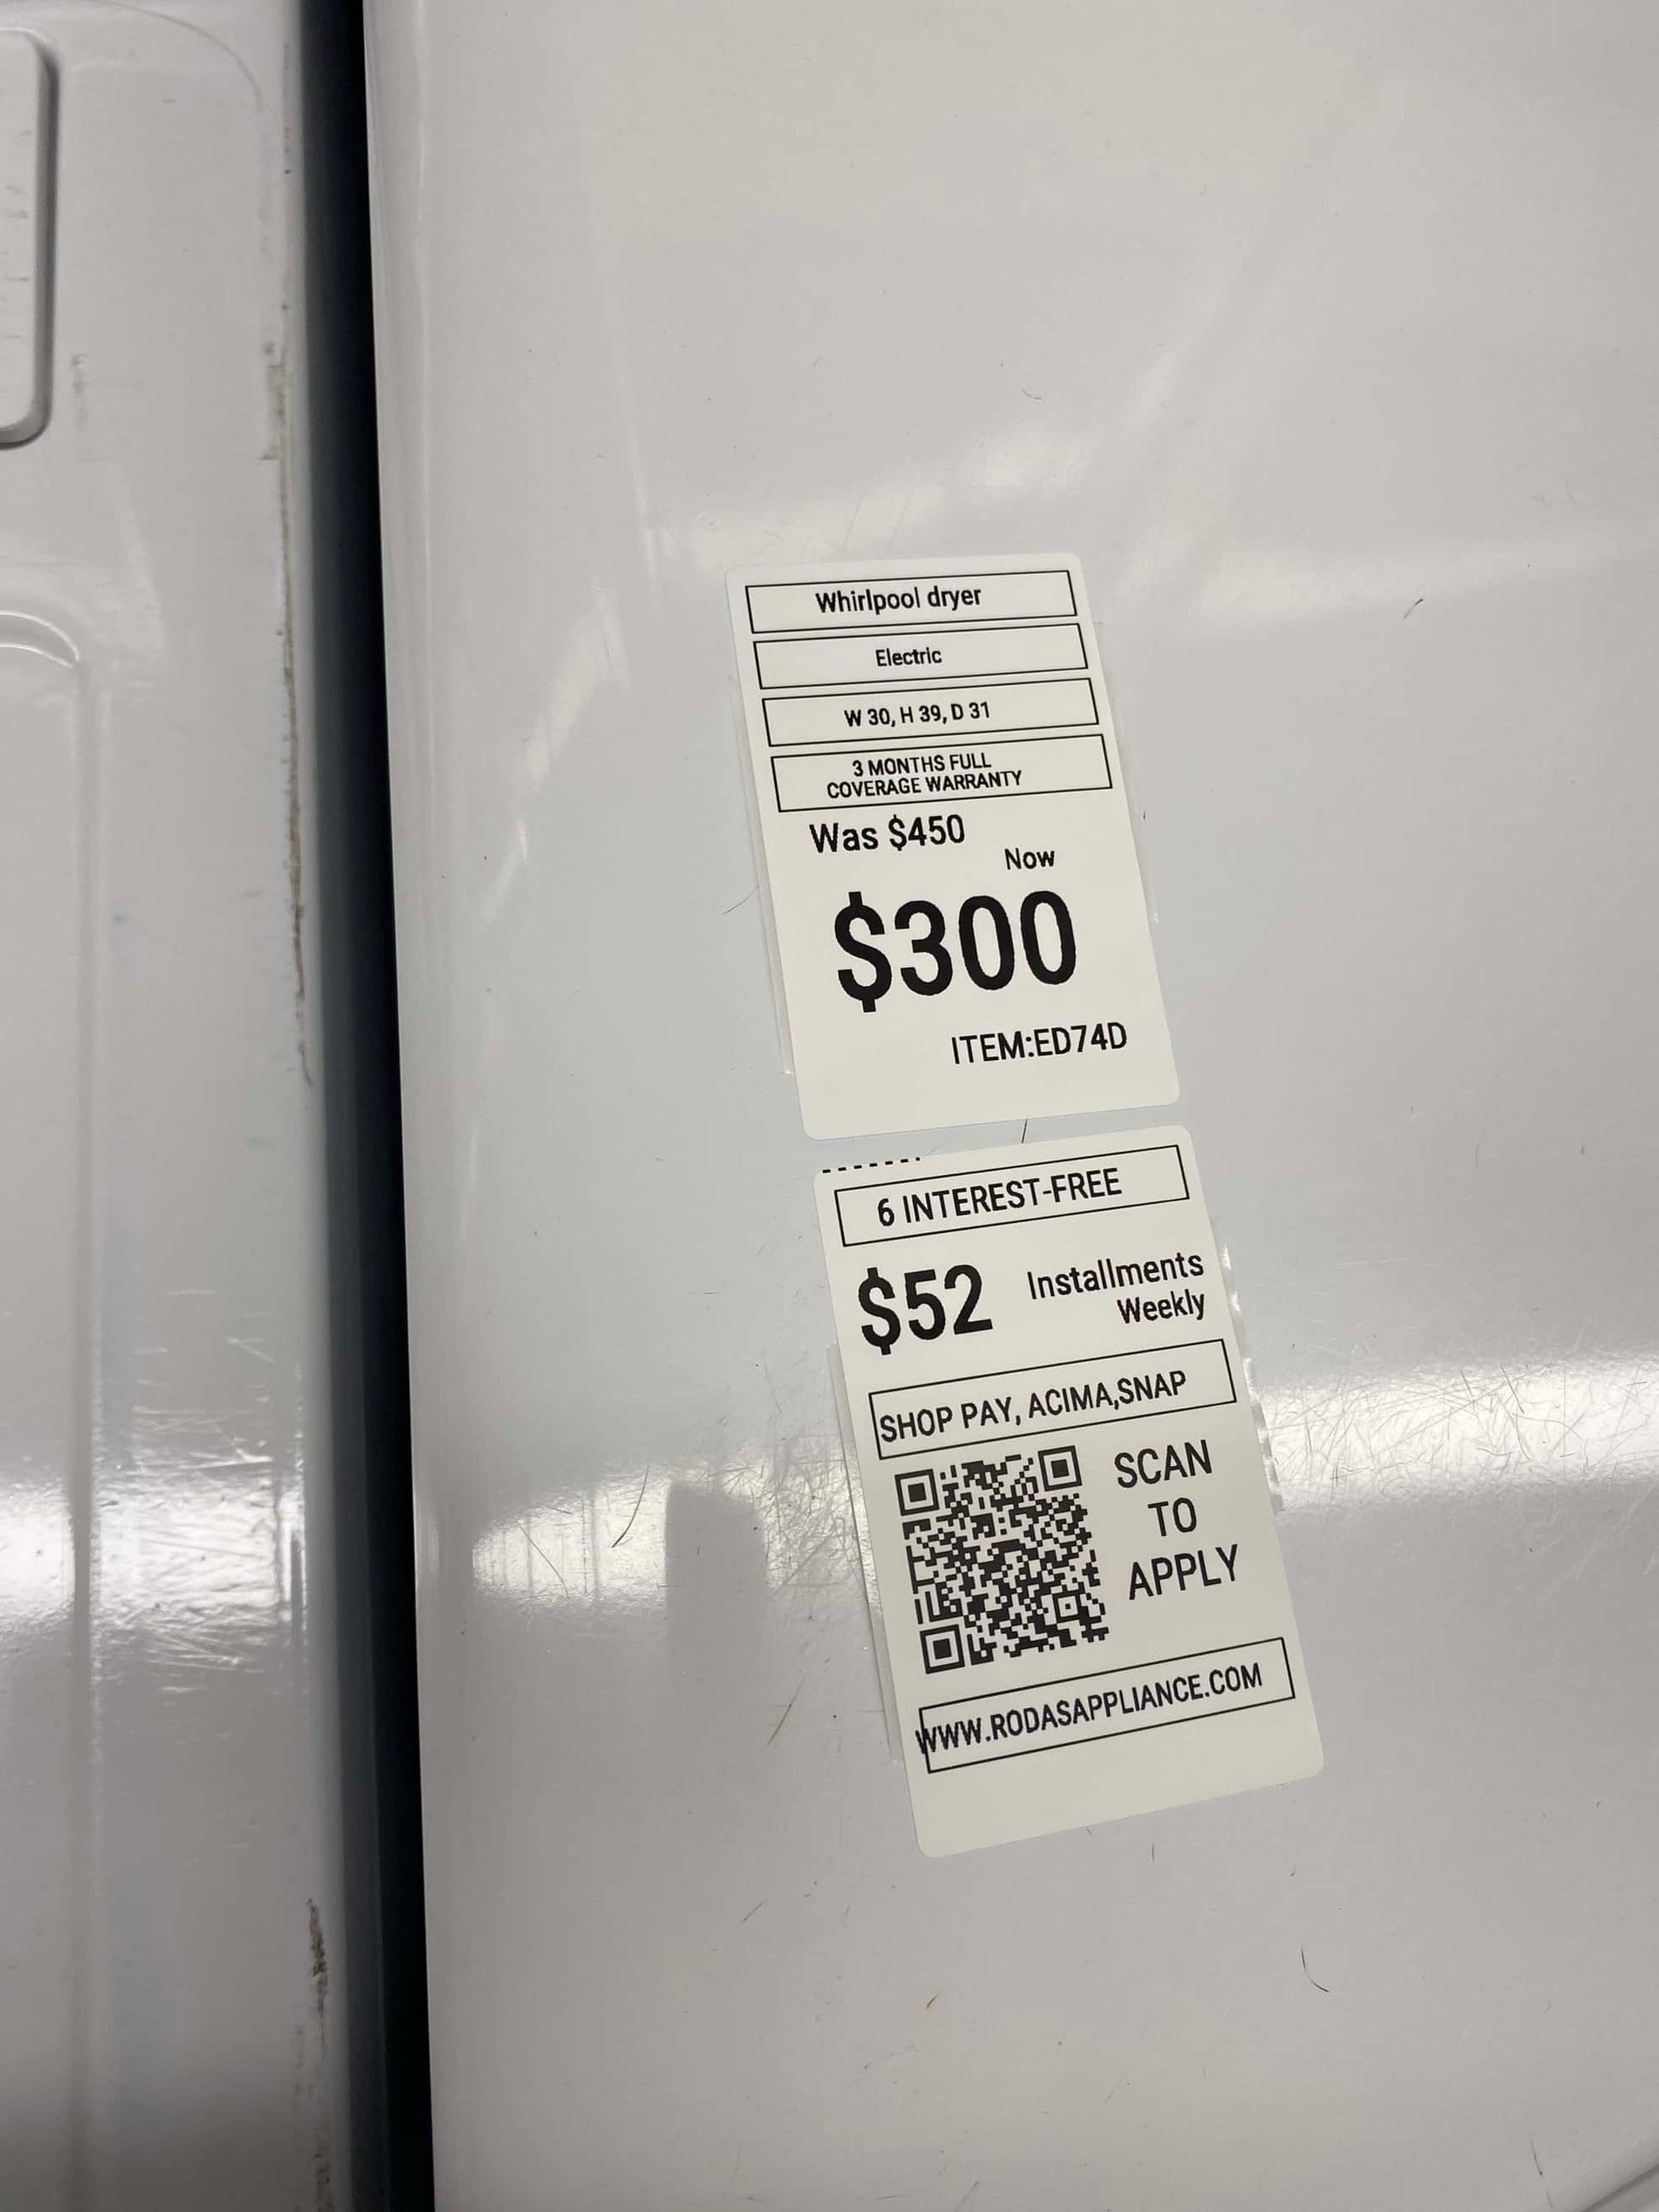 Whirlpool dryer
Electric
W 30, H 39, D 31
3 MONTHS FULL
COVERAGE WARRANTY
Was $450
Now
$300
ITEM:ED74D
6 INTEREST-FREE
$52 Installments
Weekly
SHOP PAY, ACIMA,SNAP
SCAN
TO
APPLY
WWW.RODASAPPLIANCE.COM